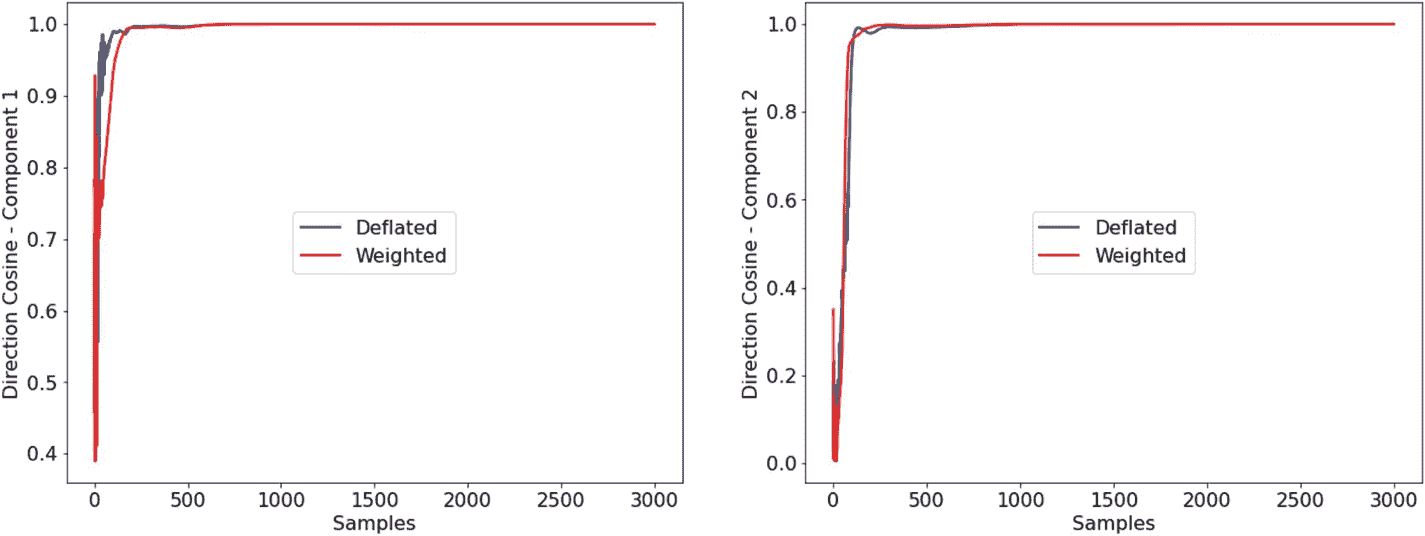 Direction Cosine - Component 1
1.0
0.9
0.8
0.7
0.6
0.5
0.4
Deflated
Weighted
0 500 1000 1500 2000 2500 3000
Samples
Direction Cosine - Component 2
1.0
0.8
0.6
0.4
0.2
0.0
Deflated
Weighted
0 500 1000 1500 2000 2500 3000
Samples